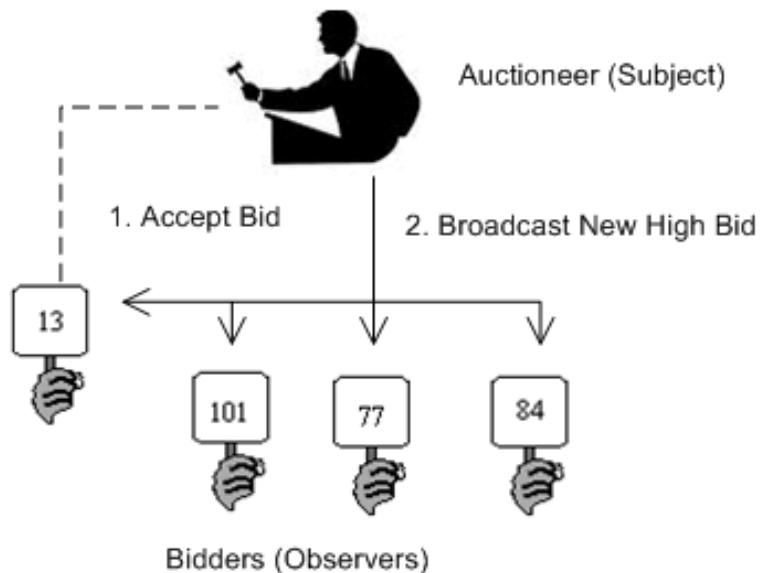 Auctioneer (Subject)
1. Accept Bid
2. Broadcast New High Bid
13
101
77
84
Bidders (Observers)